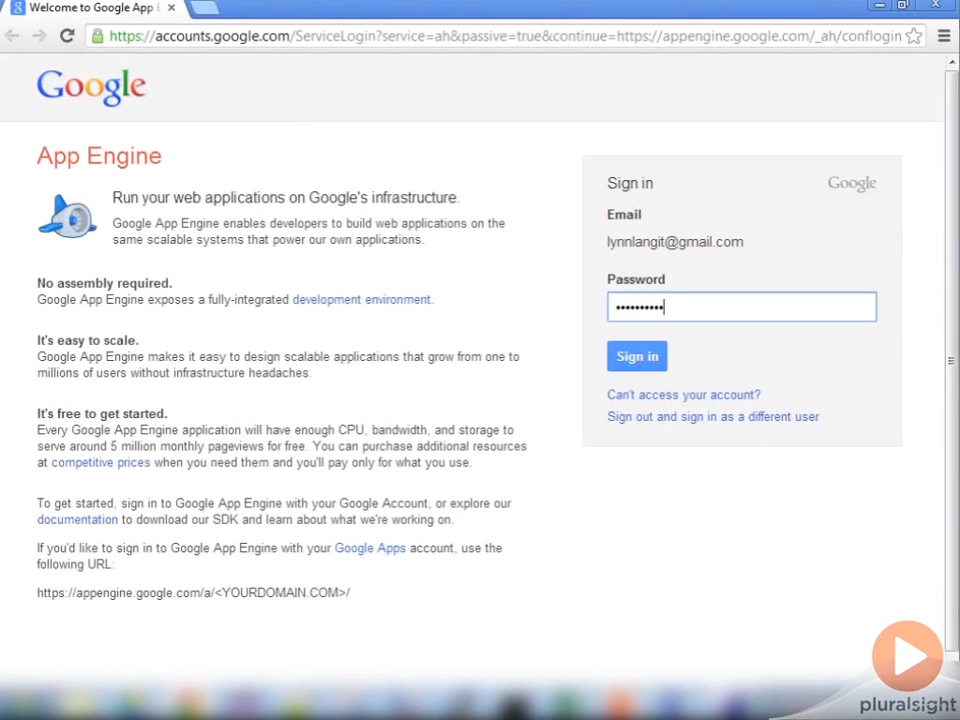 Welcome to Google App E
https://accounts.google.com/ServiceLogin?service=ah&passive=true&continue=https://appengine.google.com/_ah/conflogin
Google
App Engine
Run your web applications on Google's infrastructure.
Google App Engine enables developers to build web applications on the
same scalable systems that power our own applications.
No assembly required.
Google App Engine exposes a fully-integrated development environment.
It's easy to scale.
Google App Engine makes it easy to design scalable applications that grow from one to
millions of users without infrastructure headaches.
It's free to get started.
Every Google App Engine application will have enough CPU, bandwidth, and storage to
serve around 5 million monthly pageviews for free. You can purchase additional resources
at competitive prices when you need them and you'll pay only for what you use.
To get started, sign in to Google App Engine with your Google Account, or explore our
documentation to download our SDK and learn about what we're working on.
If you'd like to sign in to Google App Engine with your Google Apps account, use the
following URL:
https://appengine.google.com/a/<YOURDOMAIN.COM>/
Sign in Google
Email
lynnlangit@gmail.com
Password
••••••••••
Sign in
Can't access your account?
Sign out and sign in as a different user
pluralsight